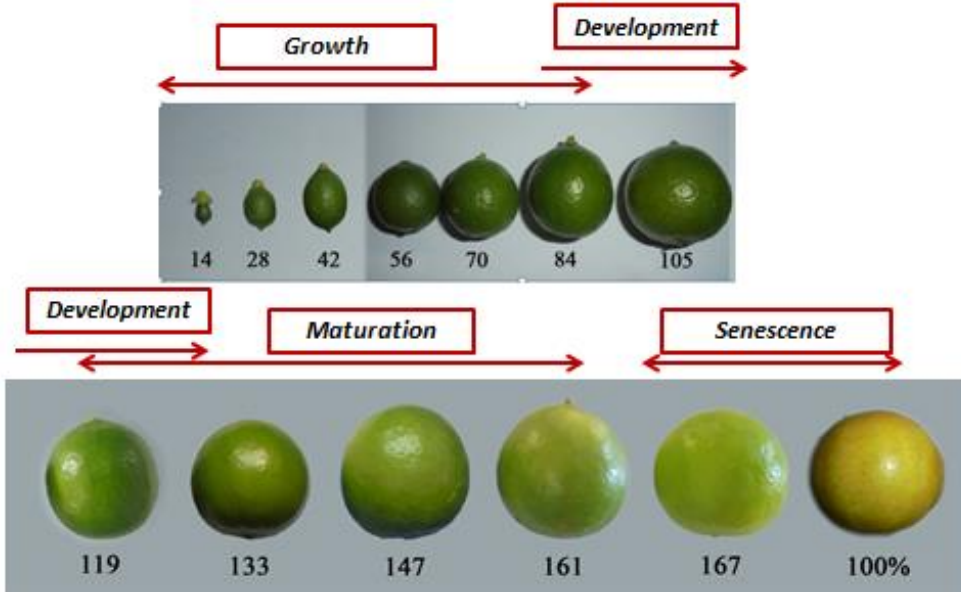 Growth
Development
14 28 42 56 70 84 105
Development
Maturation
Senescence
119 133 147 161 167 100%